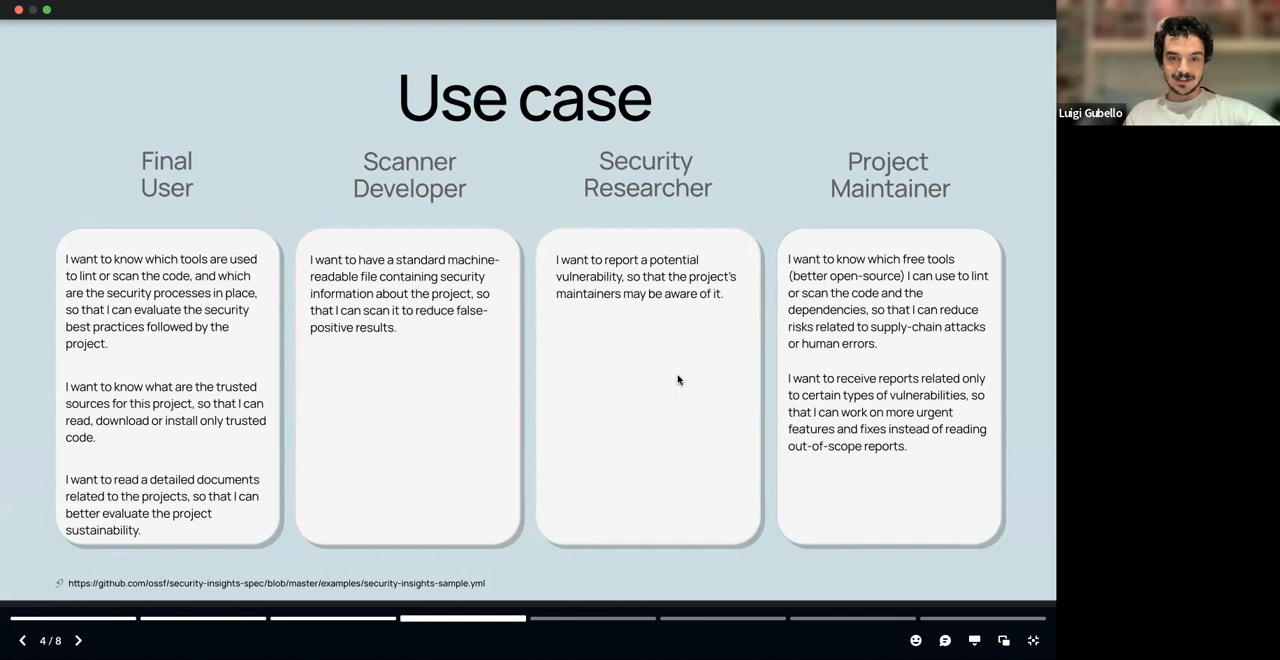 Use case
Final
User
Scanner
Developer
Security
Researcher
Project
Maintainer
I want to know which tools are used
to lint or scan the code, and which
are the security processes in place,
so that I can evaluate the security
best practices followed by the
project.
I want to know what are the trusted
sources for this project, so that I can
read, download or install only trusted
code.
I want to read a detailed documents
related to the projects, so that I can
better evaluate the project
sustainability.
I want to have a standard machine-
readable file containing security
information about the project, so
that I can scan it to reduce false-
positive results.
I want to report a potential
vulnerability, so that the project's
maintainers may be aware of it.
I want to know which free tools
(better open-source) I can use to lint
or scan the code and the
dependencies, so that I can reduce
risks related to supply-chain attacks
or human errors.
I want to receive reports related only
to certain types of vulnerabilities, so
that I can work on more urgent
features and fixes instead of reading
out-of-scope reports.
https://github.com/ossf/security-insights-spec/blob/master/examples/security-insights-sample.yml
4 / 8
Luigi Gubello